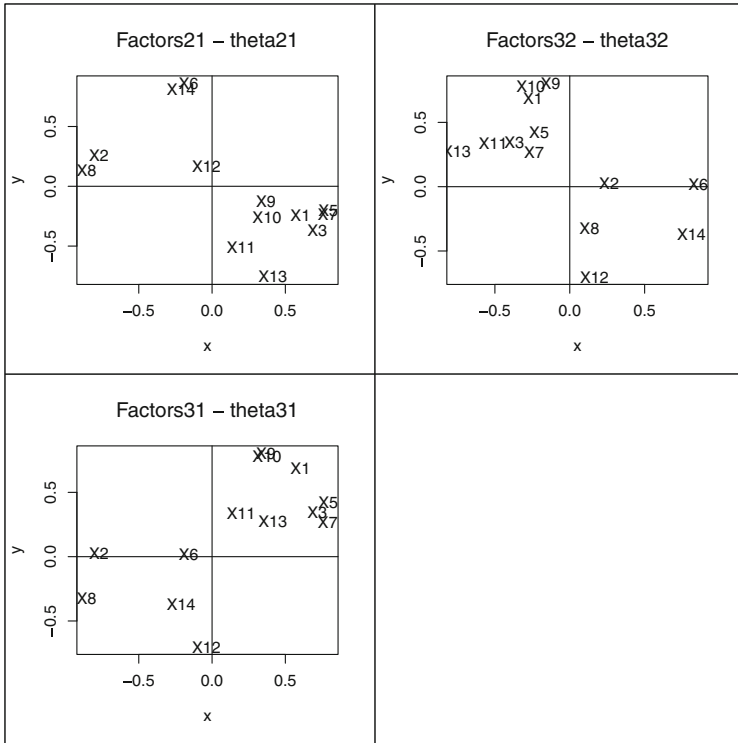 Factors21 – theta21
X6
X14
X2
X12
X8
X9
X5
X10
X1
X7
X3
X11
X13
0.5
0.0
−0.5
y
−0.5
0.0
0.5
x
Factors32 – theta32
X9
X10
X1
X5
X11
X3
X13
X7
X2
X6
X8
X14
X12
0.5
0.0
−0.5
y
−0.5
0.0
0.5
x
Factors31 – theta31
X9
X10
X1
X5
X11
X3
X13
X7
X2
X6
X8
X14
X12
0.5
0.0
−0.5
y
−0.5
0.0
0.5
x